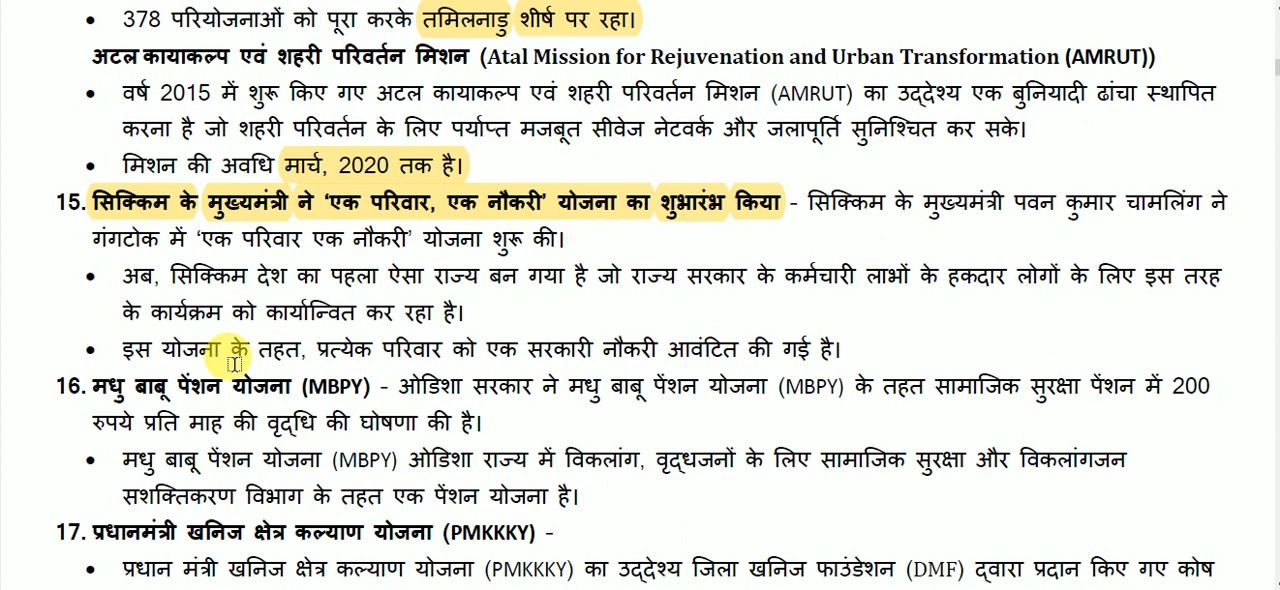 • 378 परियोजनाओं को पूरा करके तमिलनाडु शीर्ष पर रहा।
अटल कायाकल्प एवं शहरी परिवर्तन मिशन (Atal Mission for Rejuvenation and Urban Transformation (AMRUT))
• वर्ष 2015 में शुरू किए गए अटल कायाकल्प एवं शहरी परिवर्तन मिशन (AMRUT) का उद्देश्य एक बुनियादी ढांचा स्थापित
करना है जो शहरी परिवर्तन के लिए पर्याप्त मजबूत सीवेज नेटवर्क और जलापूर्ति सुनिश्चित कर सके।
• मिशन की अवधि मार्च, 2020 तक है।
15. सिक्किम के मुख्यमंत्री ने ‘एक परिवार, एक नौकरी’ योजना का शुभारंभ किया - सिक्किम के मुख्यमंत्री पवन कुमार चामलिंग ने
गंगटोक में ‘एक परिवार एक नौकरी’ योजना शुरू की।
• अब, सिक्किम देश का पहला ऐसा राज्य बन गया है जो राज्य सरकार के कर्मचारी लाभों के हकदार लोगों के लिए इस तरह
के कार्यक्रम को कार्यान्वित कर रहा है।
• इस योजना के तहत, प्रत्येक परिवार को एक सरकारी नौकरी आवंटित की गई है।
16. मधु बाबू पेंशन योजना (MBPY) - ओडिशा सरकार ने मधु बाबू पेंशन योजना (MBPY) के तहत सामाजिक सुरक्षा पेंशन में 200
रुपये प्रति माह की वृद्धि की घोषणा की है।
• मधु बाबू पेंशन योजना (MBPY) ओडिशा राज्य में विकलांग, वृद्धजनों के लिए सामाजिक सुरक्षा और विकलांगजन
सशक्तिकरण विभाग के तहत एक पेंशन योजना है।
17. प्रधानमंत्री खनिज क्षेत्र कल्याण योजना (PMKKKY) -
• प्रधान मंत्री खनिज क्षेत्र कल्याण योजना (PMKKKY) का उद्देश्य जिला खनिज फाउंडेशन (DMF) द्वारा प्रदान किए गए कोष